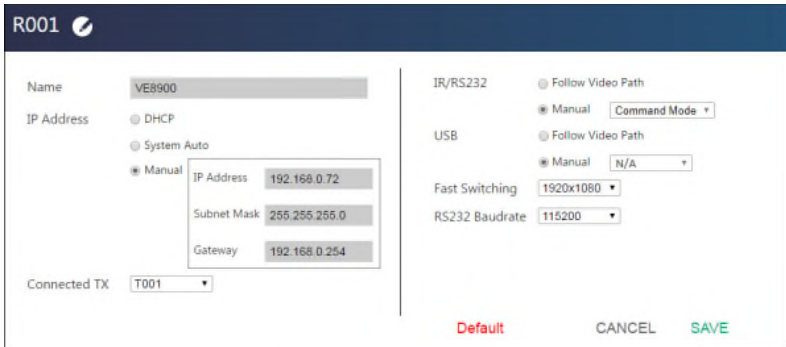 R001
Name VE8900
IP Address DHCP
System Auto
Manual
IP Address 192.168.0.72
Subnet Mask 255.255.255.0
Gateway 192.168.0.254
Connected TX T001
IR/RS232 Follow Video Path
Manual Command Mode
USB Follow Video Path
Manual N/A
Fast Switching 1920x1080
RS232 Baudrate 115200
Default CANCEL SAVE